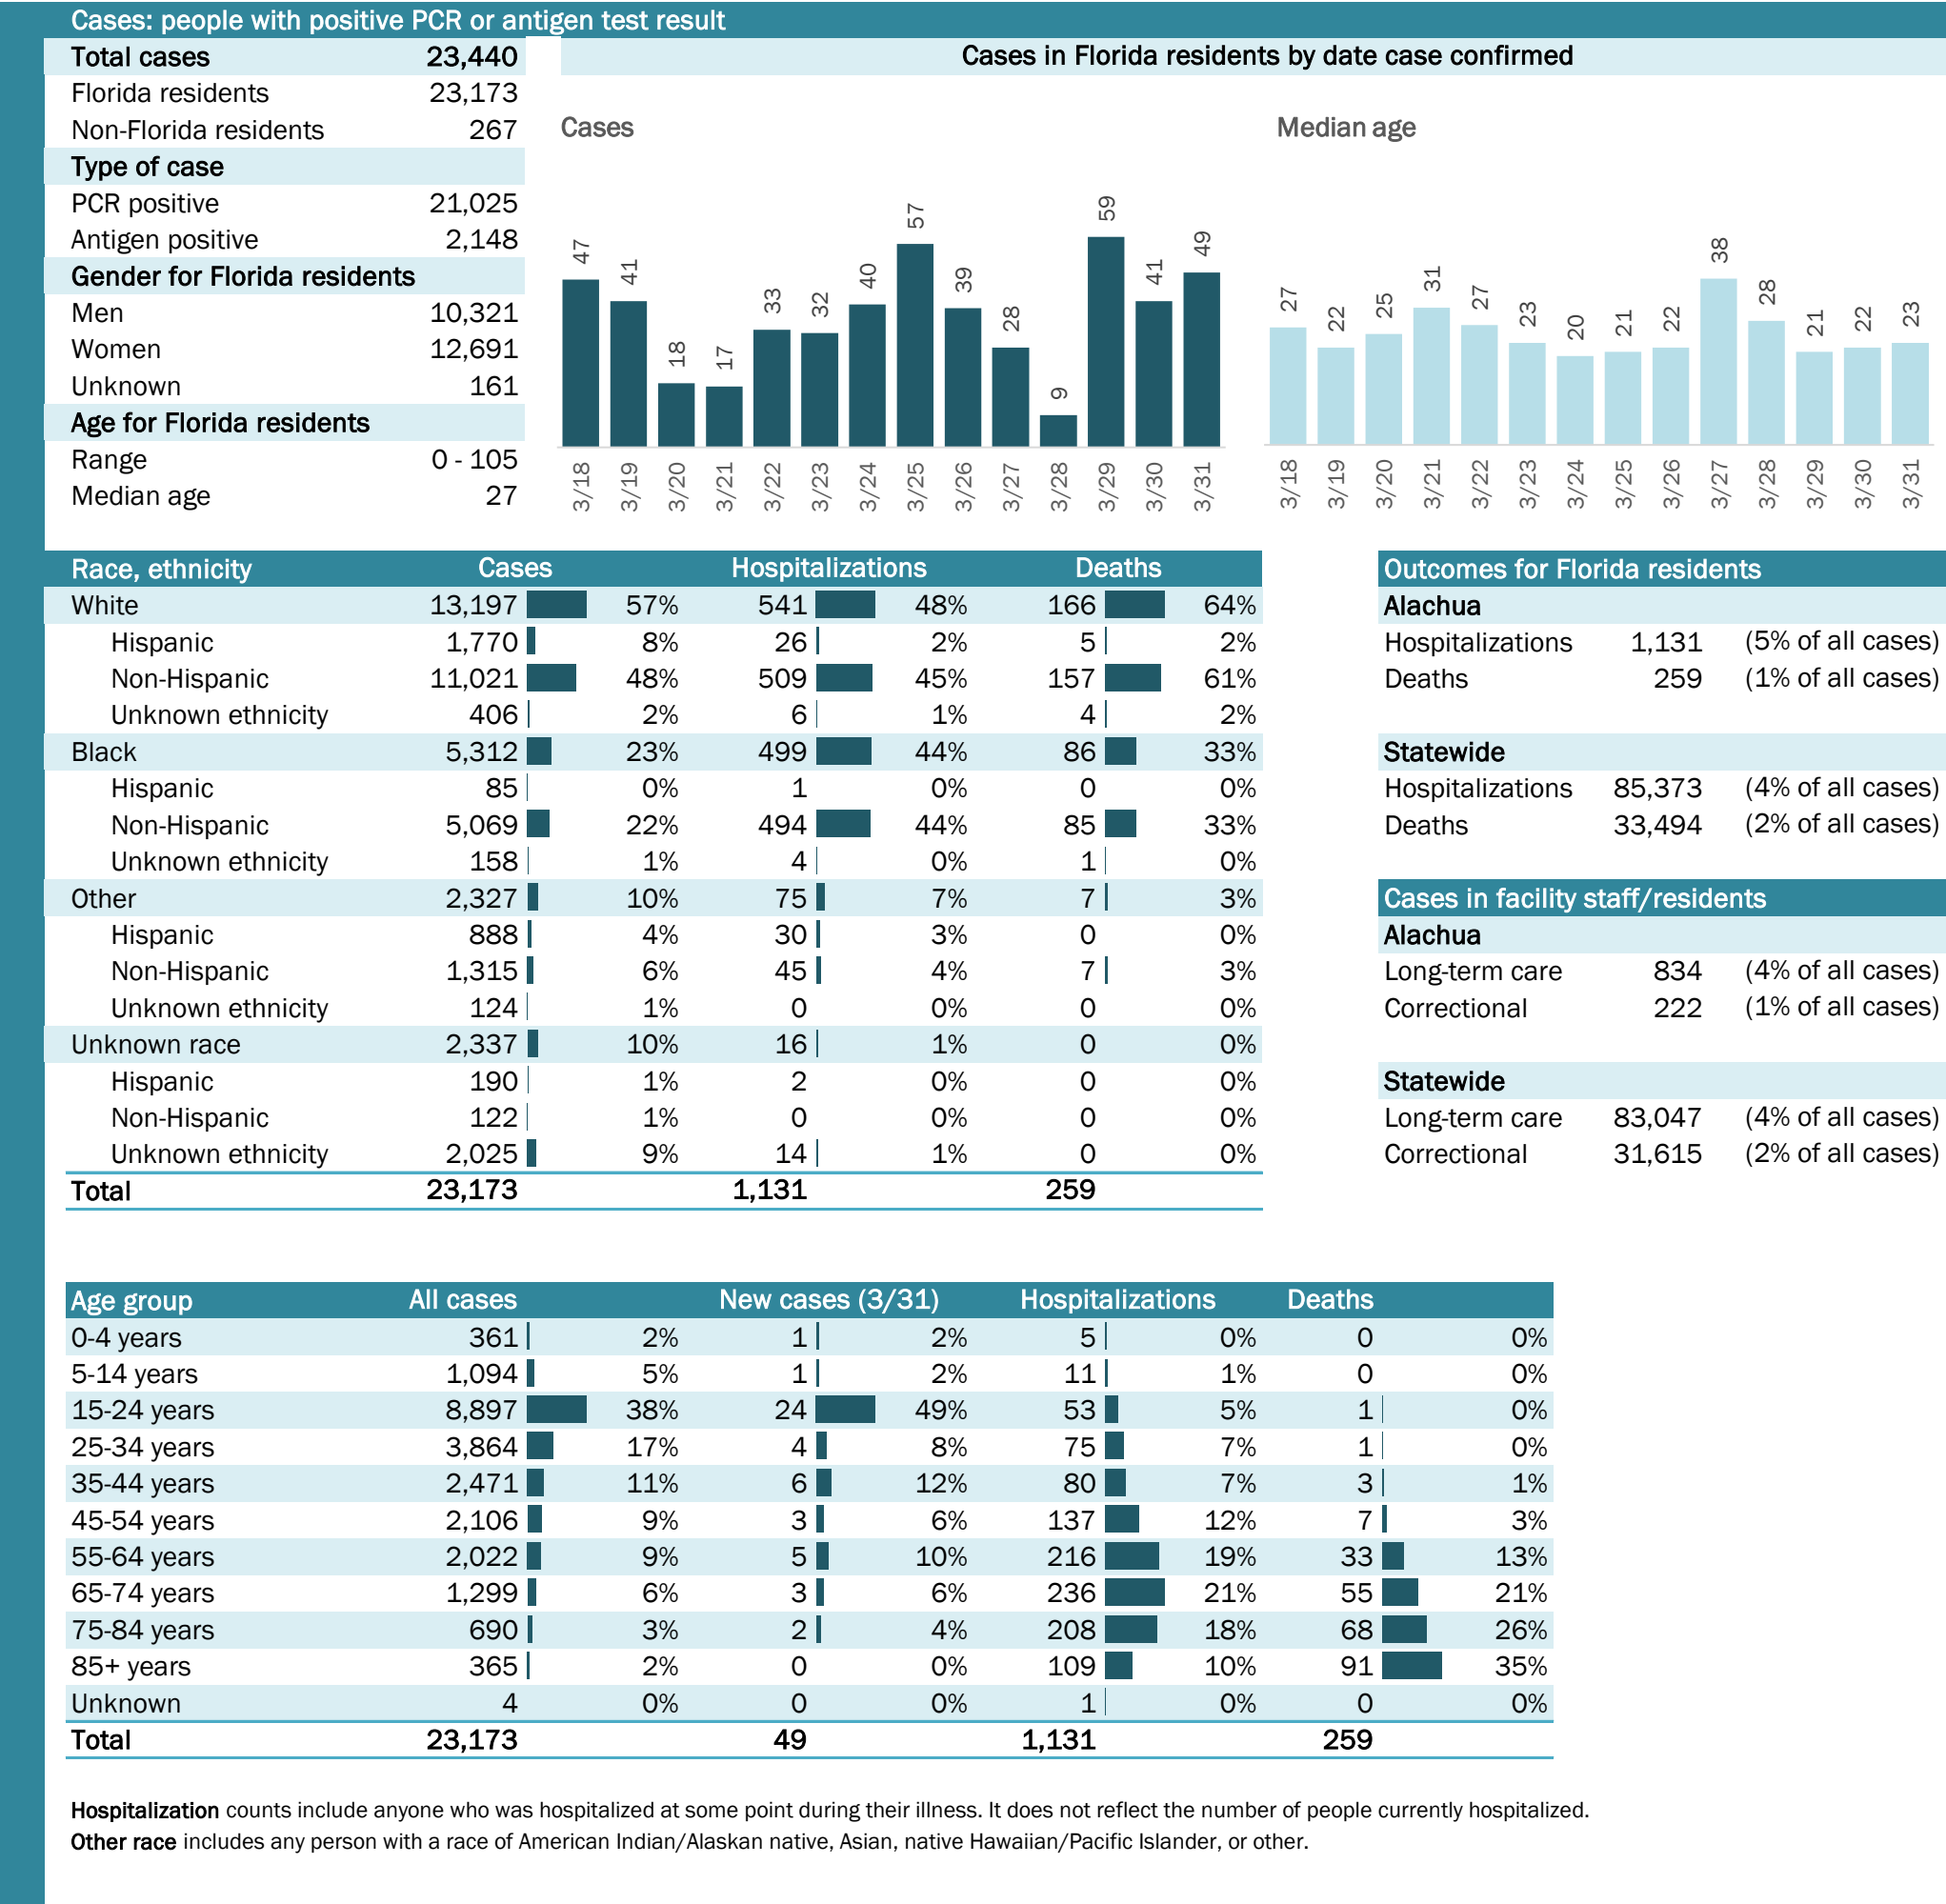 Cases: people with positive PCR or antigen test result
Total cases 23,440
Florida residents 23,173
Non-Florida residents 267
Type of case
PCR positive 21,025
Antigen positive 2,148
Gender for Florida residents
Men 10,321
Women 12,691
Unknown 161
Age for Florida residents
Range 0 - 105
Median age 27
Cases in Florida residents by date case confirmed
Cases
47 41 18 17 33 32 40 57 39 28 9 59 41 49
3/18 3/19 3/20 3/21 3/22 3/23 3/24 3/25 3/26 3/27 3/28 3/29 3/30 3/31
Median age
27 22 25 31 27 23 20 21 22 38 28 21 22 23
3/18 3/19 3/20 3/21 3/22 3/23 3/24 3/25 3/26 3/27 3/28 3/29 3/30 3/31
Race, ethnicity Cases Hospitalizations Deaths
White 13,197 57% 541 48% 166 64%
Hispanic 1,770 8% 26 2% 5 2%
Non-Hispanic 11,021 48% 509 45% 157 61%
Unknown ethnicity 406 2% 6 1% 4 2%
Black 5,312 23% 499 44% 86 33%
Hispanic 85 0% 1 0% 0 0%
Non-Hispanic 5,069 22% 494 44% 85 33%
Unknown ethnicity 158 1% 4 0% 1 0%
Other 2,327 10% 75 7% 7 3%
Hispanic 888 4% 30 3% 0 0%
Non-Hispanic 1,315 6% 45 4% 7 3%
Unknown ethnicity 124 1% 0 0% 0 0%
Unknown race 2,337 10% 16 1% 0 0%
Hispanic 190 1% 2 0% 0 0%
Non-Hispanic 122 1% 0 0% 0 0%
Unknown ethnicity 2,025 9% 14 1% 0 0%
Total 23,173 1,131 259
Outcomes for Florida residents
Alachua
Hospitalizations 1,131 (5% of all cases)
Deaths 259 (1% of all cases)
Statewide
Hospitalizations 85,373 (4% of all cases)
Deaths 33,494 (2% of all cases)
Cases in facility staff/residents
Alachua
Long-term care 834 (4% of all cases)
Correctional 222 (1% of all cases)
Statewide
Long-term care 83,047 (4% of all cases)
Correctional 31,615 (2% of all cases)
Age group All cases New cases (3/31) Hospitalizations Deaths
0-4 years 361 2% 1 2% 5 0% 0 0%
5-14 years 1,094 5% 1 2% 11 1% 0 0%
15-24 years 8,897 38% 24 49% 53 5% 1 0%
25-34 years 3,864 17% 4 8% 75 7% 1 0%
35-44 years 2,471 11% 6 12% 80 7% 3 1%
45-54 years 2,106 9% 3 6% 137 12% 7 3%
55-64 years 2,022 9% 5 10% 216 19% 33 13%
65-74 years 1,299 6% 3 6% 236 21% 55 21%
75-84 years 690 3% 2 4% 208 18% 68 26%
85+ years 365 2% 0 0% 109 10% 91 35%
Unknown 4 0% 0 0% 1 0% 0 0%
Total 23,173 49 1,131 259
Hospitalization counts include anyone who was hospitalized at some point during their illness. It does not reflect the number of people currently hospitalized.
Other race includes any person with a race of American Indian/Alaskan native, Asian, native Hawaiian/Pacific Islander, or other.